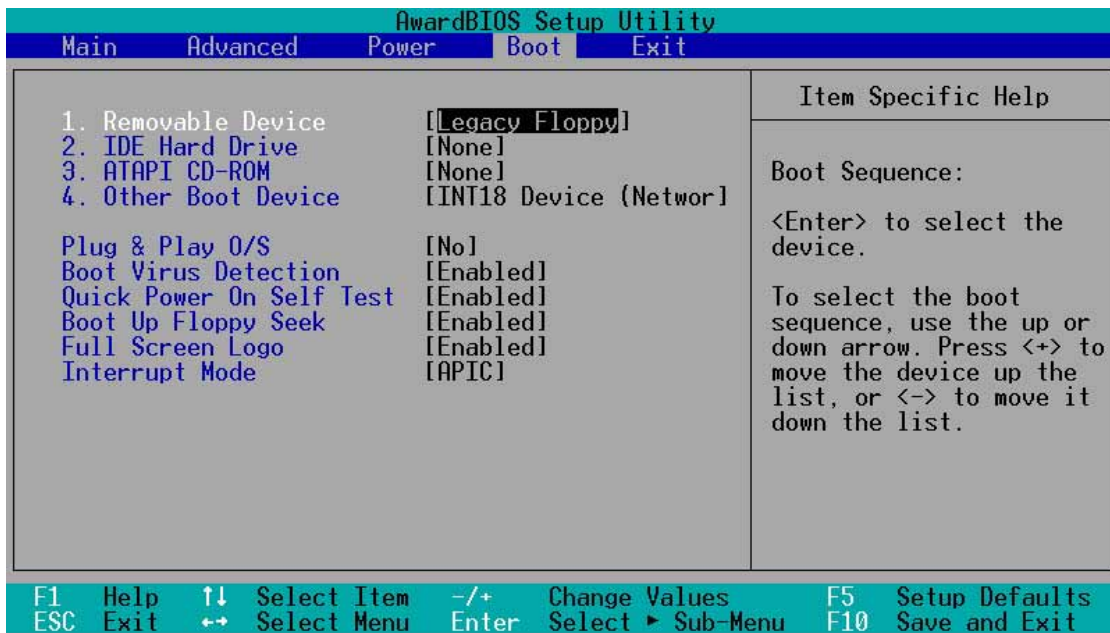 AwardBIOS Setup Utility
Main Advanced Power Boot Exit
1. Removable Device [Legacy Floppy]
2. IDE Hard Drive [None]
3. ATAPI CD-ROM [None]
4. Other Boot Device [INT18 Device (Networ]
Plug & Play O/S [No]
Boot Virus Detection [Enabled]
Quick Power On Self Test [Enabled]
Boot Up Floppy Seek [Enabled]
Full Screen Logo [Enabled]
Interrupt Mode [APIC]
Item Specific Help
Boot Sequence:
<Enter> to select the
device.
To select the boot
sequence, use the up or
down arrow. Press <+> to
move the device up the
list, or <-> to move it
down the list.
F1 Help ↑↓ Select Item -/+ Change Values F5 Setup Defaults
ESC Exit ←→ Select Menu Enter Select ► Sub-Menu F10 Save and Exit